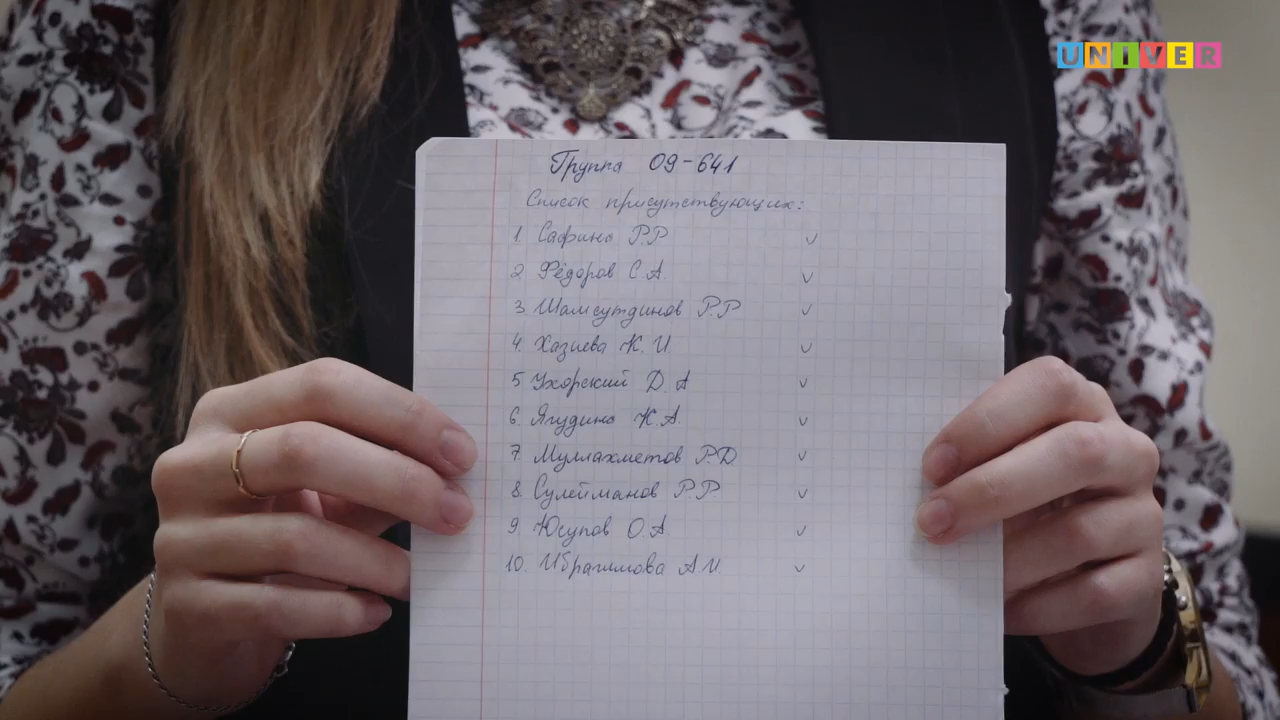 UNIVER
Группа 09-641
Список присутствующих:
1. Сафина Р.Р v
2. Фёдоров С.А. v
3. Шамсутдинов Р.Р v
4. Хазиева К.И. v
5 Ухорский Д.А v
6. Ягудина К.А. v
7. Муллахметов Р.Д. v
8. Сулейманов Р.Р. v
9. Юсупов О.А v
10. Ибрагимова А.И. v